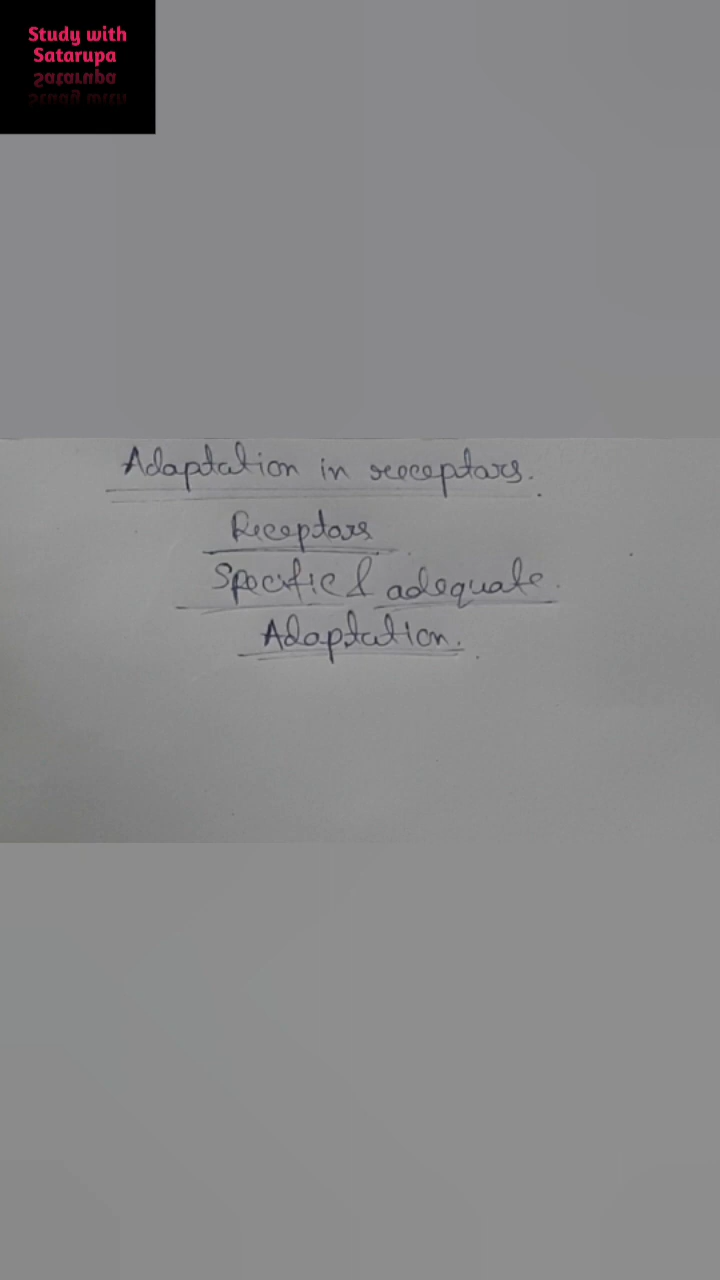 Study with
Satarupa
Adaptation in receptors.
Receptors
Specific & adequate.
Adaptation.